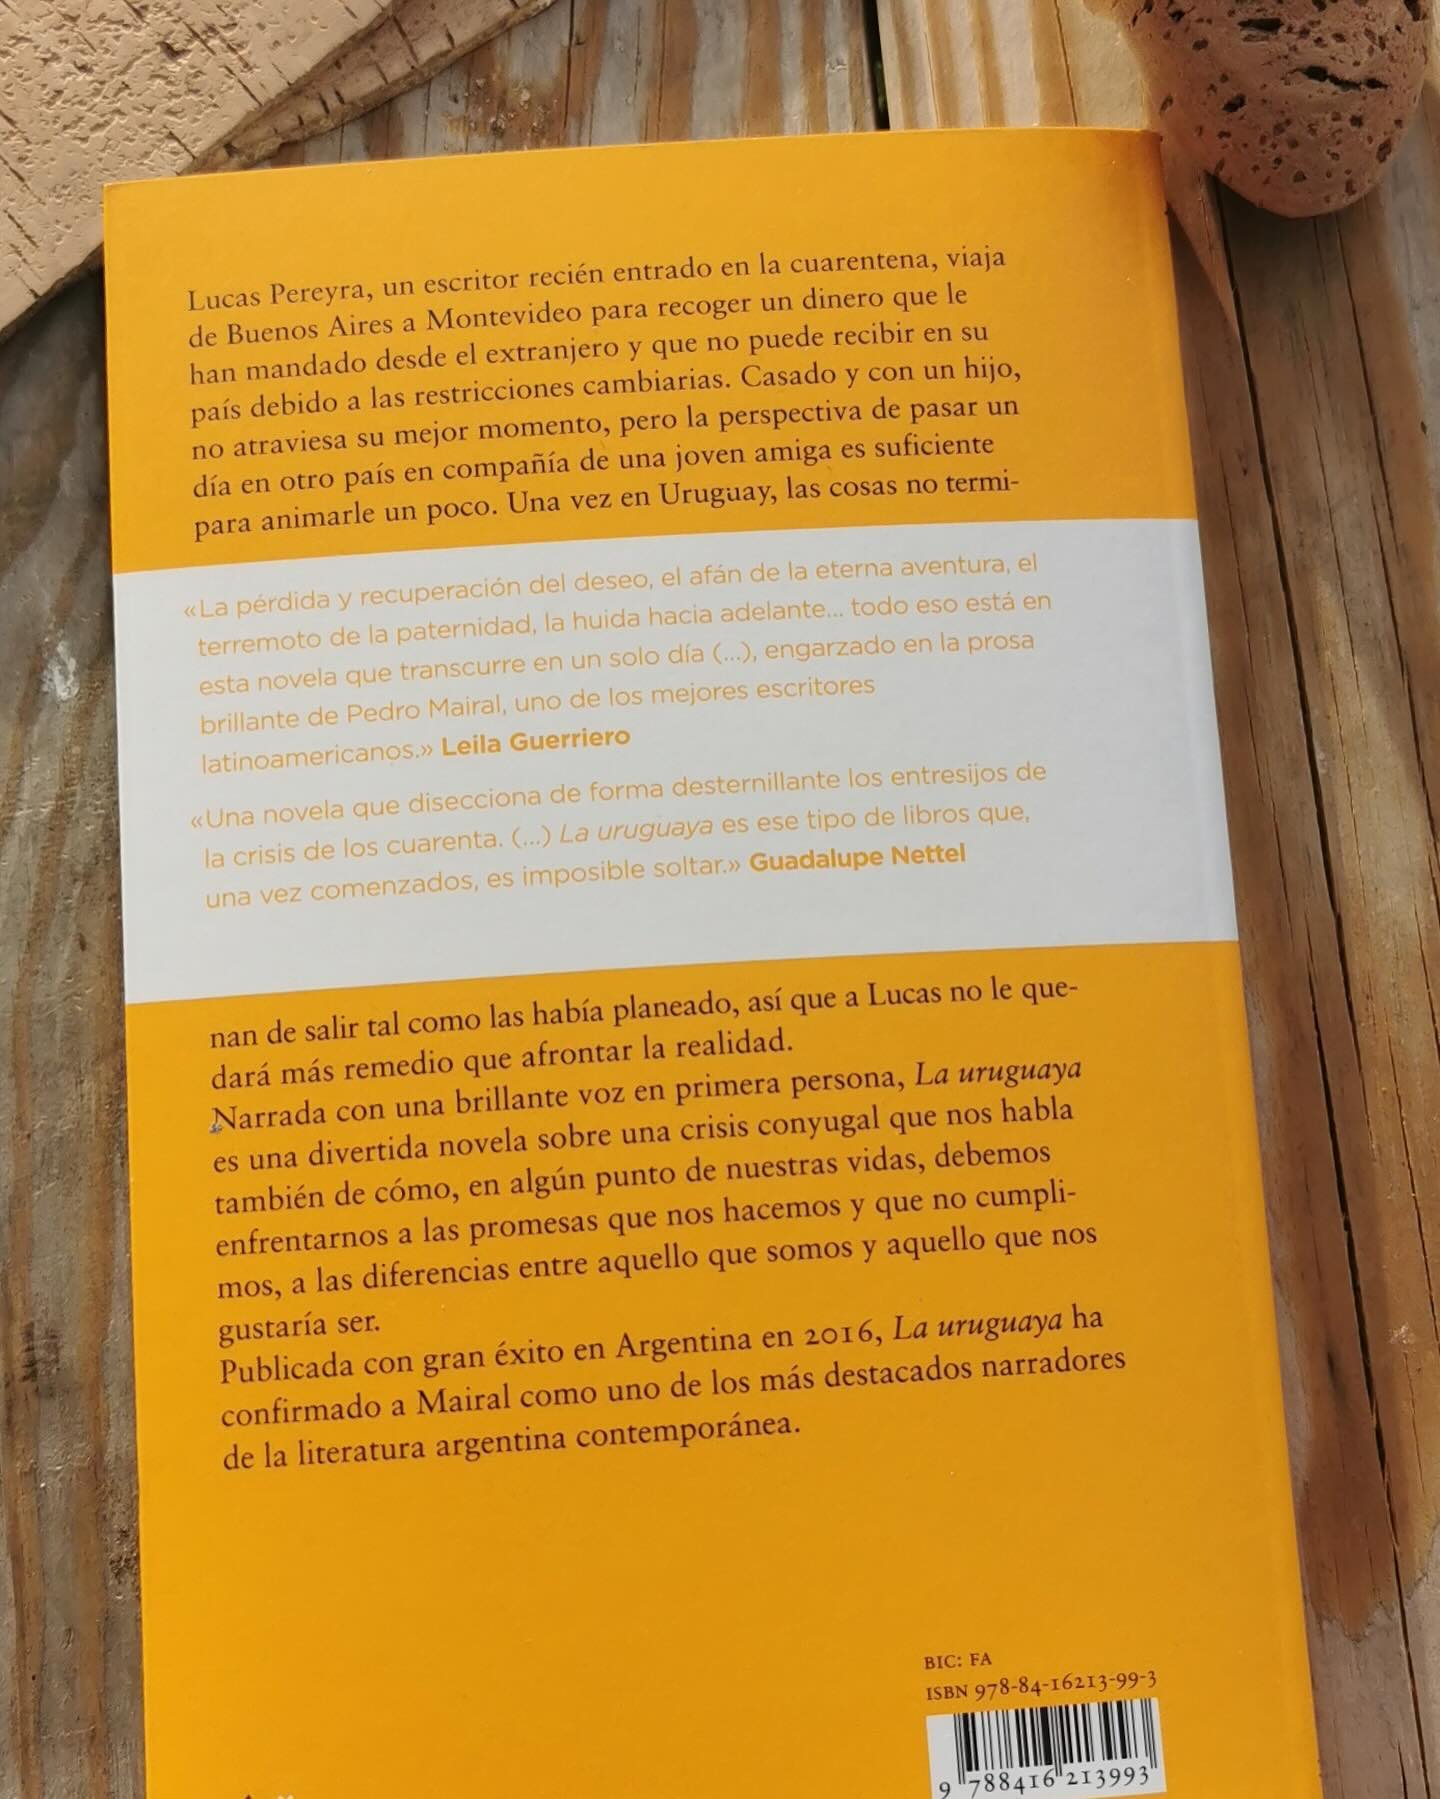 Lucas Pereyra, un escritor recién entrado en la cuarentena, viaja
de Buenos Aires a Montevideo para recoger un dinero que le
han mandado desde el extranjero y que no puede recibir en su
país debido a las restricciones cambiarias. Casado y con un hijo,
no atraviesa su mejor momento, pero la perspectiva de pasar un
día en otro país en compañía de una joven amiga es suficiente
para animarle un poco. Una vez en Uruguay, las cosas no termi-
«La pérdida y recuperación del deseo, el afán de la eterna aventura, el
terremoto de la paternidad, la huida hacia adelante... todo eso está en
esta novela que transcurre en un solo día (...), engarzado en la prosa
brillante de Pedro Mairal, uno de los mejores escritores
latinoamericanos.» Leila Guerriero
«Una novela que disecciona de forma desternillante los entresijos de
la crisis de los cuarenta. (...) La uruguaya es ese tipo de libros que,
una vez comenzados, es imposible soltar.» Guadalupe Nettel
nan de salir tal como las había planeado, así que a Lucas no le que-
dará más remedio que afrontar la realidad.
Narrada con una brillante voz en primera persona, La uruguaya
es una divertida novela sobre una crisis conyugal que nos habla
también de cómo, en algún punto de nuestras vidas, debemos
enfrentarnos a las promesas que nos hacemos y que no cumpli-
mos, a las diferencias entre aquello que somos y aquello que nos
gustaría ser.
Publicada con gran éxito en Argentina en 2016, La uruguaya ha
confirmado a Mairal como uno de los más destacados narradores
de la literatura argentina contemporánea.
BIC: FA
ISBN 978-84-16213-99-3
9 788416 213993